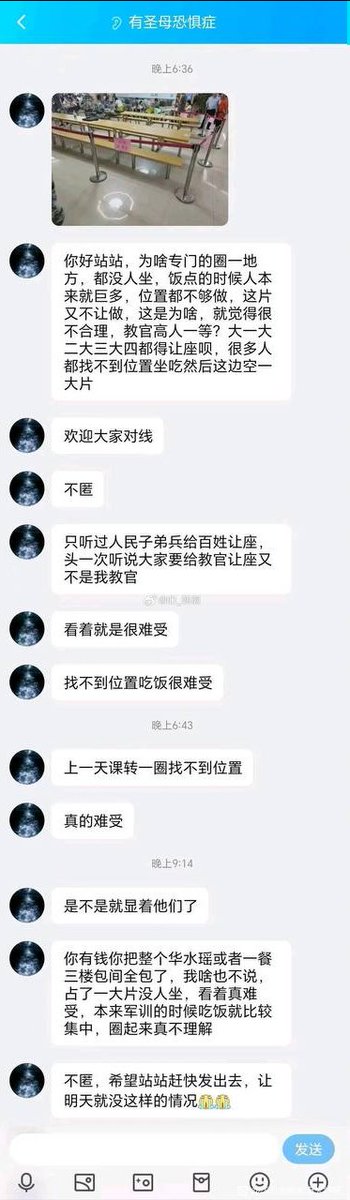 有圣母恐惧症
晚上6:36
你好站站，为啥专门的圈一地
方，都没人坐，饭点的时候人本
来就巨多，位置都不够做，这片
又不让做，这是为啥，就觉得很
不合理，教官高人一等？大一大
二大三大四都得让座呗，很多人
都找不到位置坐吃然后这边空一
大片
欢迎大家对线
不匿
只听过人民子弟兵给百姓让座，
头一次听说大家要给教官让座又
不是我教官
看着就是很难受
找不到位置吃饭很难受
晚上6:43
上一天课转一圈找不到位置
真的难受
晚上9:14
是不是就显着他们了
你有钱你把整个华水瑶或者一餐
三楼包间全包了，我啥也不说，
占了一大片没人坐，看着真难
受，本来军训的时候吃饭就比较
集中，圈起来真不理解
不匿，希望站站赶快发出去，让
明天就没这样的情况😭😭
发送